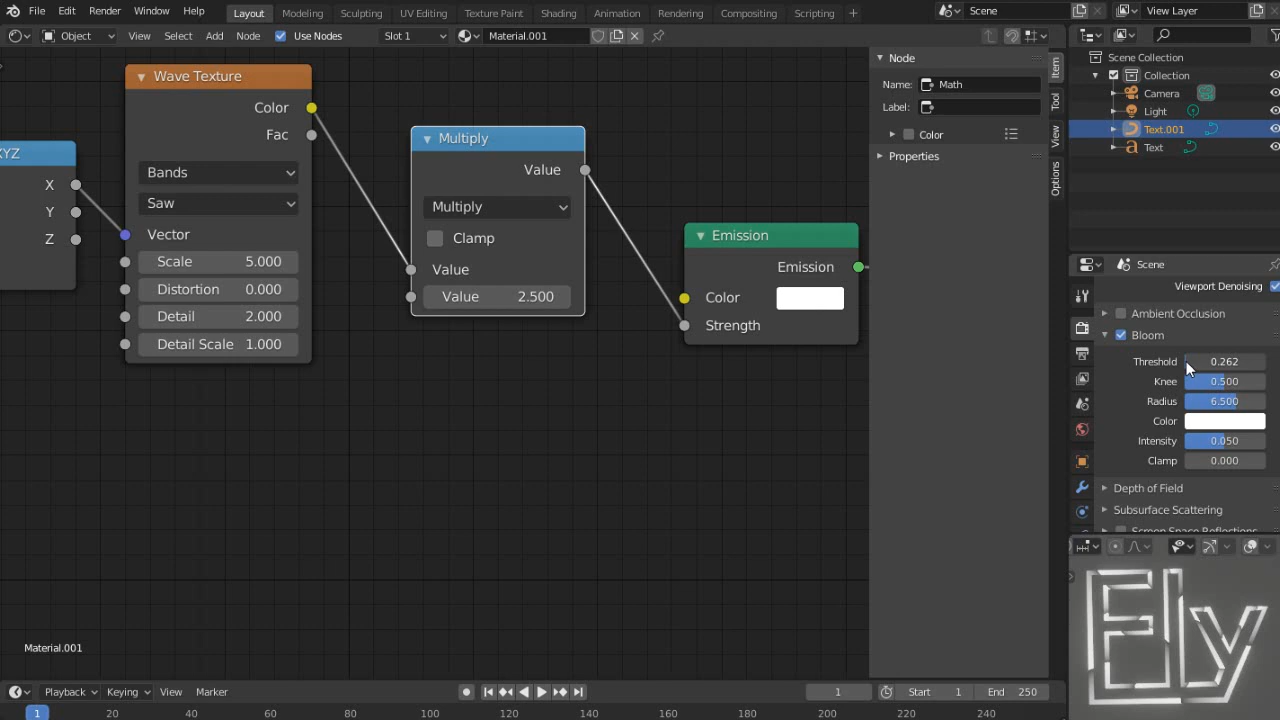 File Edit Render Window Help Layout Modeling Sculpting UV Editing Texture Paint Shading Animation Rendering Compositing Scripting + Scene View Layer
Object View Select Add Node Use Nodes Slot 1 Material.001
Scene Collection
Collection
Camera
Light
Text.001
Text
Wave Texture
Color
Fac
Bands
Saw
Vector
Scale 5.000
Distortion 0.000
Detail 2.000
Detail Scale 1.000
XYZ
X
Y
Z
Multiply
Value
Multiply
Clamp
Value
Value 2.500
Emission
Emission
Color
Strength
Node
Name: Math
Label:
Color
Properties
Item
Tool
View
Options
Scene
Viewport Denoising
Ambient Occlusion
Bloom
Threshold 0.262
Knee 0.500
Radius 6.500
Color
Intensity 0.050
Clamp 0.000
Depth of Field
Subsurface Scattering
Screen Space Reflections
Ely
Material.001
Playback Keying View Marker 1 Start 1 End 250
1 20 40 60 80 100 120 140 160 180 200 220 240